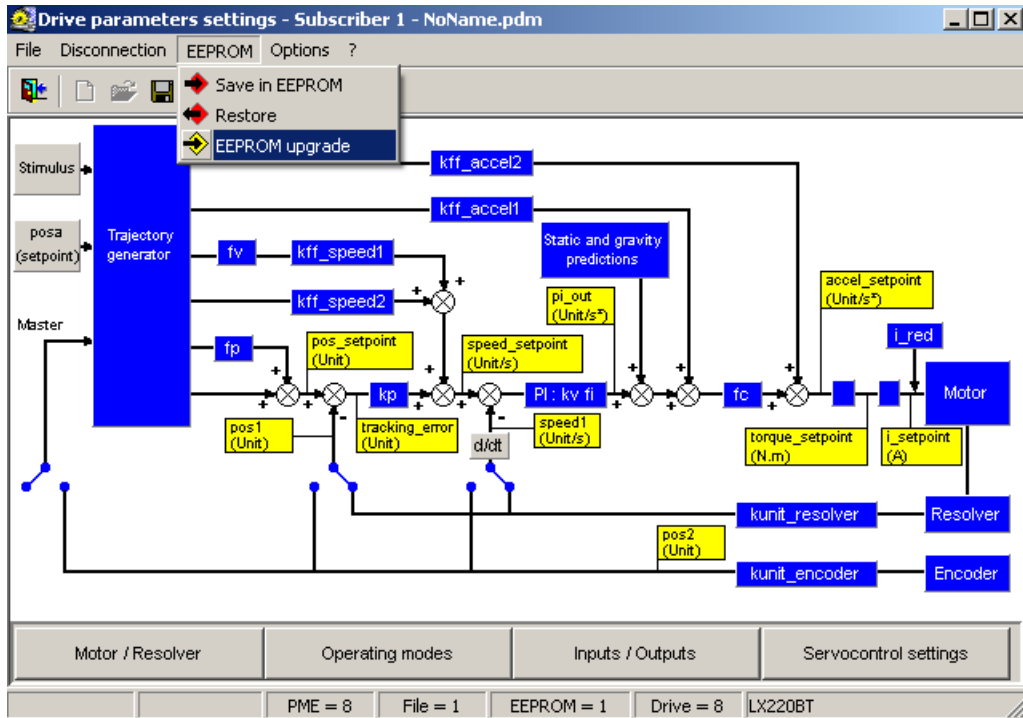 Drive parameters settings - Subscriber 1 - NoName.pdm
File Disconnection EEPROM Options ?
Save in EEPROM
Restore
EEPROM upgrade
Stimulus
posa
(setpoint)
Master
Trajectory
generator
kff_accel2
kff_accel1
fv
kff_speed1
kff_speed2
fp
Static and gravity
predictions
accel_setpoint
(Unit/s²)
pi_out
(Unit/s²)
pos_setpoint
(Unit)
speed_setpoint
(Unit/s)
i_red
+
+
+
+
+
+
+
+
+
+
+
+
+
kp
PI : kv fi
fc
Motor
-
-
pos1
(Unit)
tracking_error
(Unit)
speed1
(Unit/s)
d/dt
torque_setpoint
(N.m)
i_setpoint
(A)
kunit_resolver
Resolver
pos2
(Unit)
kunit_encoder
Encoder
Motor / Resolver
Operating modes
Inputs / Outputs
Servocontrol settings
PME = 8 File = 1 EEPROM = 1 Drive = 8 LX220BT